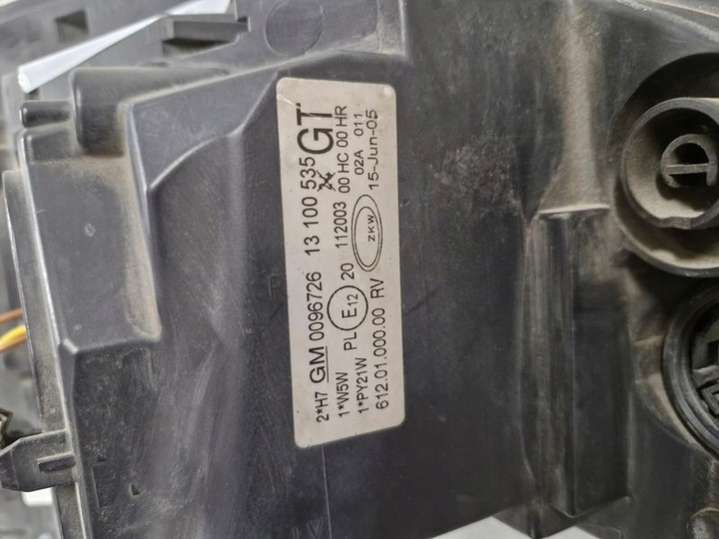 2*H7 GM 0096726 13 100 535 GT
1*W5W PL E12 20 112003 00 HC 00 HR
1*PY21W ZKW 02A 011
612.01.000.00 RV 15-Jun-05